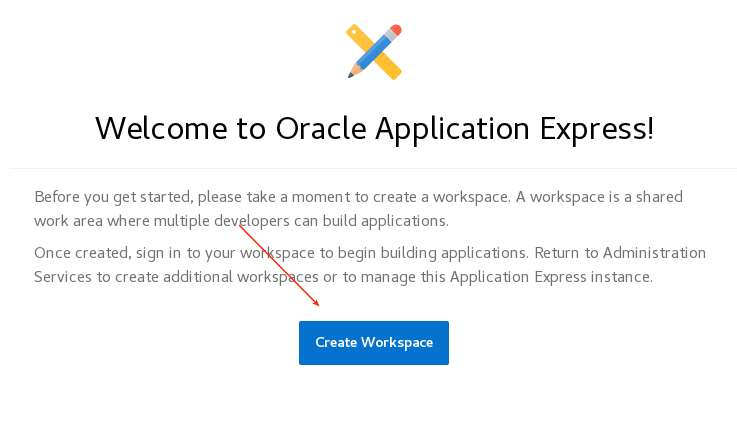 Welcome to Oracle Application Express!
Before you get started, please take a moment to create a workspace. A workspace is a shared
work area where multiple developers can build applications.
Once created, sign in to your workspace to begin building applications. Return to Administration
Services to create additional workspaces or to manage this Application Express instance.
Create Workspace